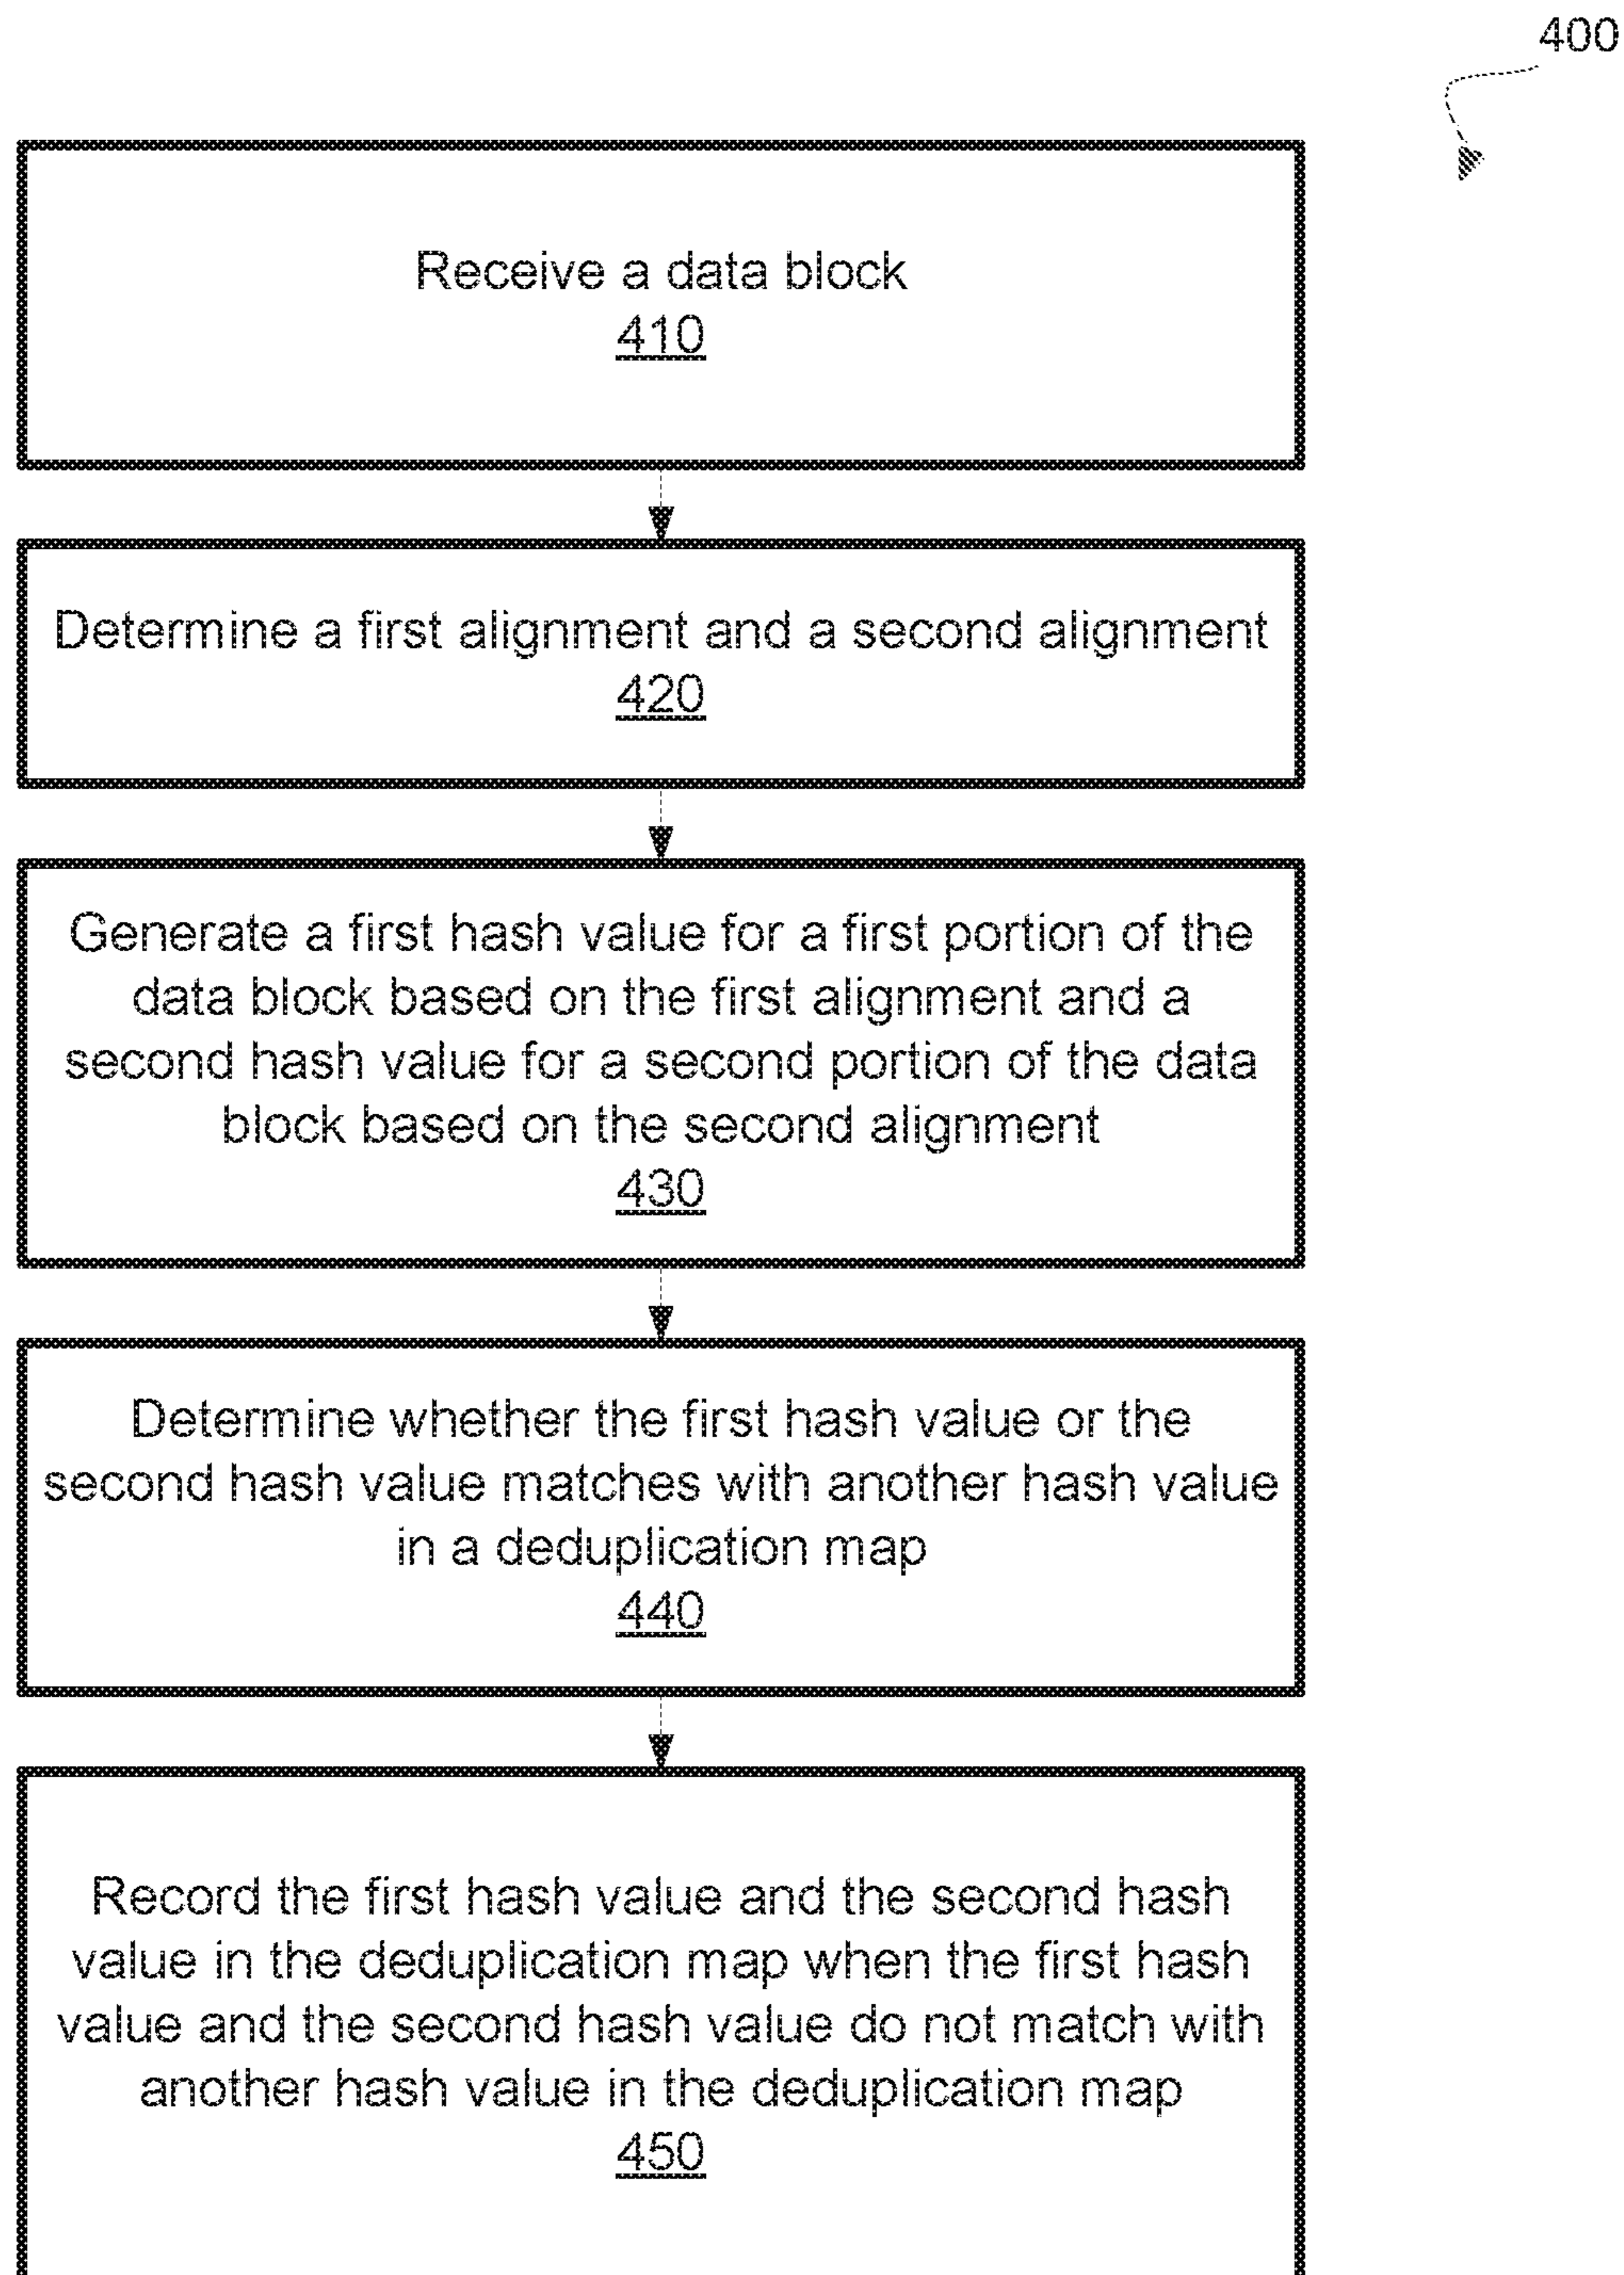 400
Receive a data block
410
Determine a first alignment and a second alignment
420
Generate a first hash value for a first portion of the
data block based on the first alignment and a
second hash value for a second portion of the data
block based on the second alignment
430
Determine whether the first hash value or the
second hash value matches with another hash value
in a deduplication map
440
Record the first hash value and the second hash
value in the deduplication map when the first hash
value and the second hash value do not match with
another hash value in the deduplication map
450